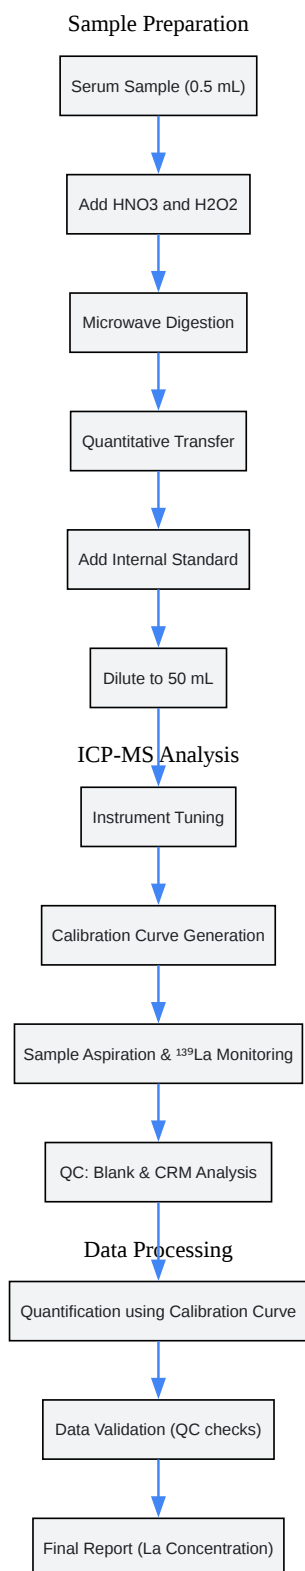 Sample Preparation
Serum Sample (0.5 mL)
Add HNO3 and H2O2
Microwave Digestion
Quantitative Transfer
Add Internal Standard
Dilute to 50 mL
ICP-MS Analysis
Instrument Tuning
Calibration Curve Generation
Sample Aspiration & ¹³⁹La Monitoring
QC: Blank & CRM Analysis
Data Processing
Quantification using Calibration Curve
Data Validation (QC checks)
Final Report (La Concentration)